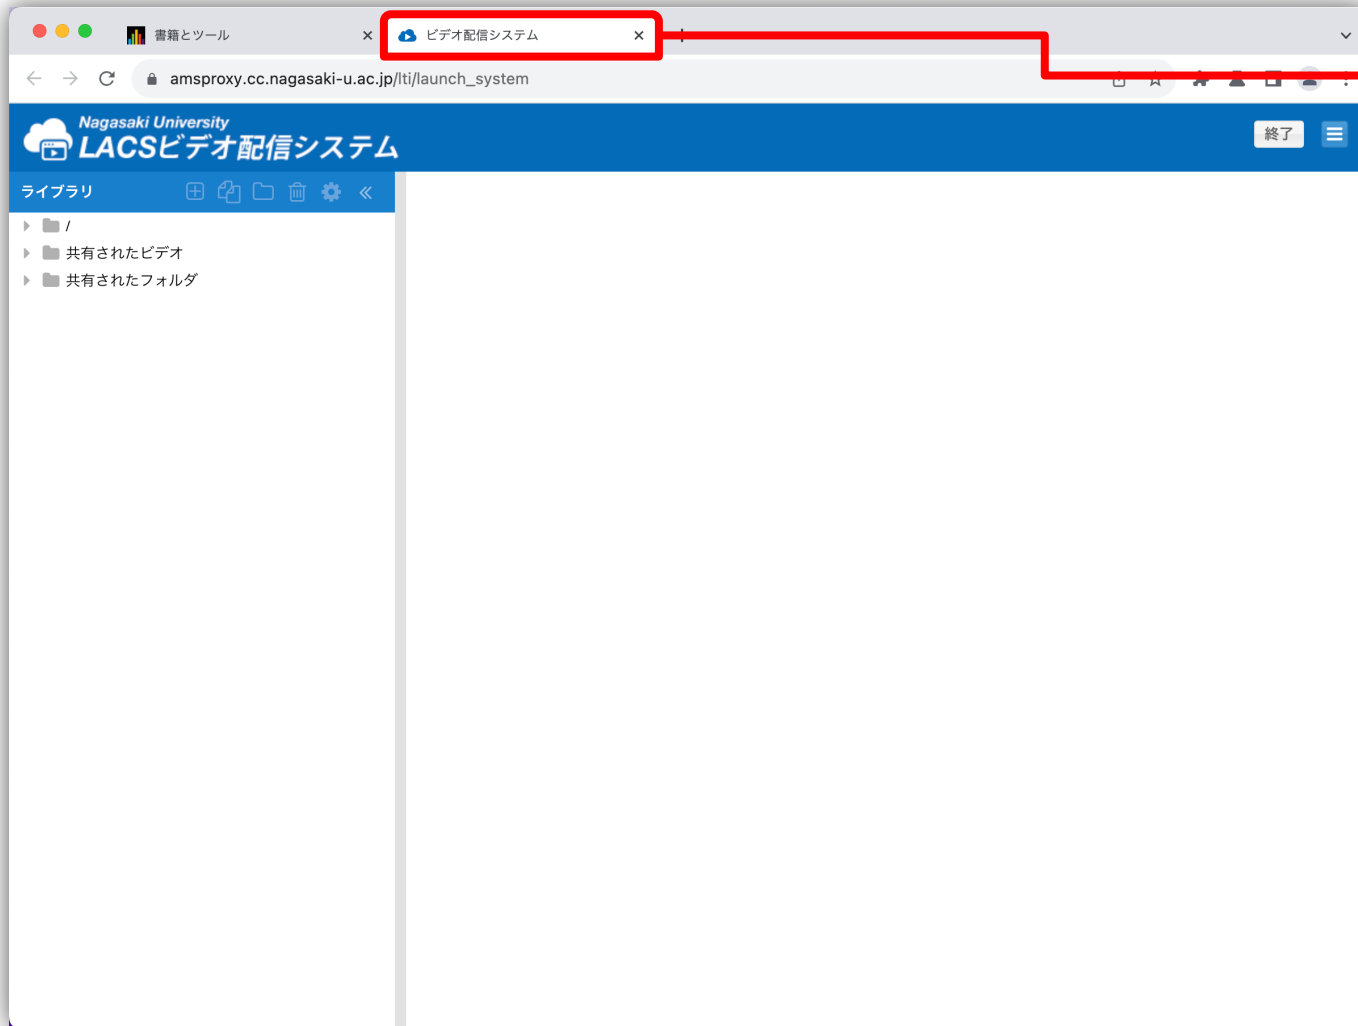 書籍とツール
ビデオ配信システム
amsproxy.cc.nagasaki-u.ac.jp/lti/launch_system
Nagasaki University
LACSビデオ配信システム
終了
ライブラリ
/
共有されたビデオ
共有されたフォルダ